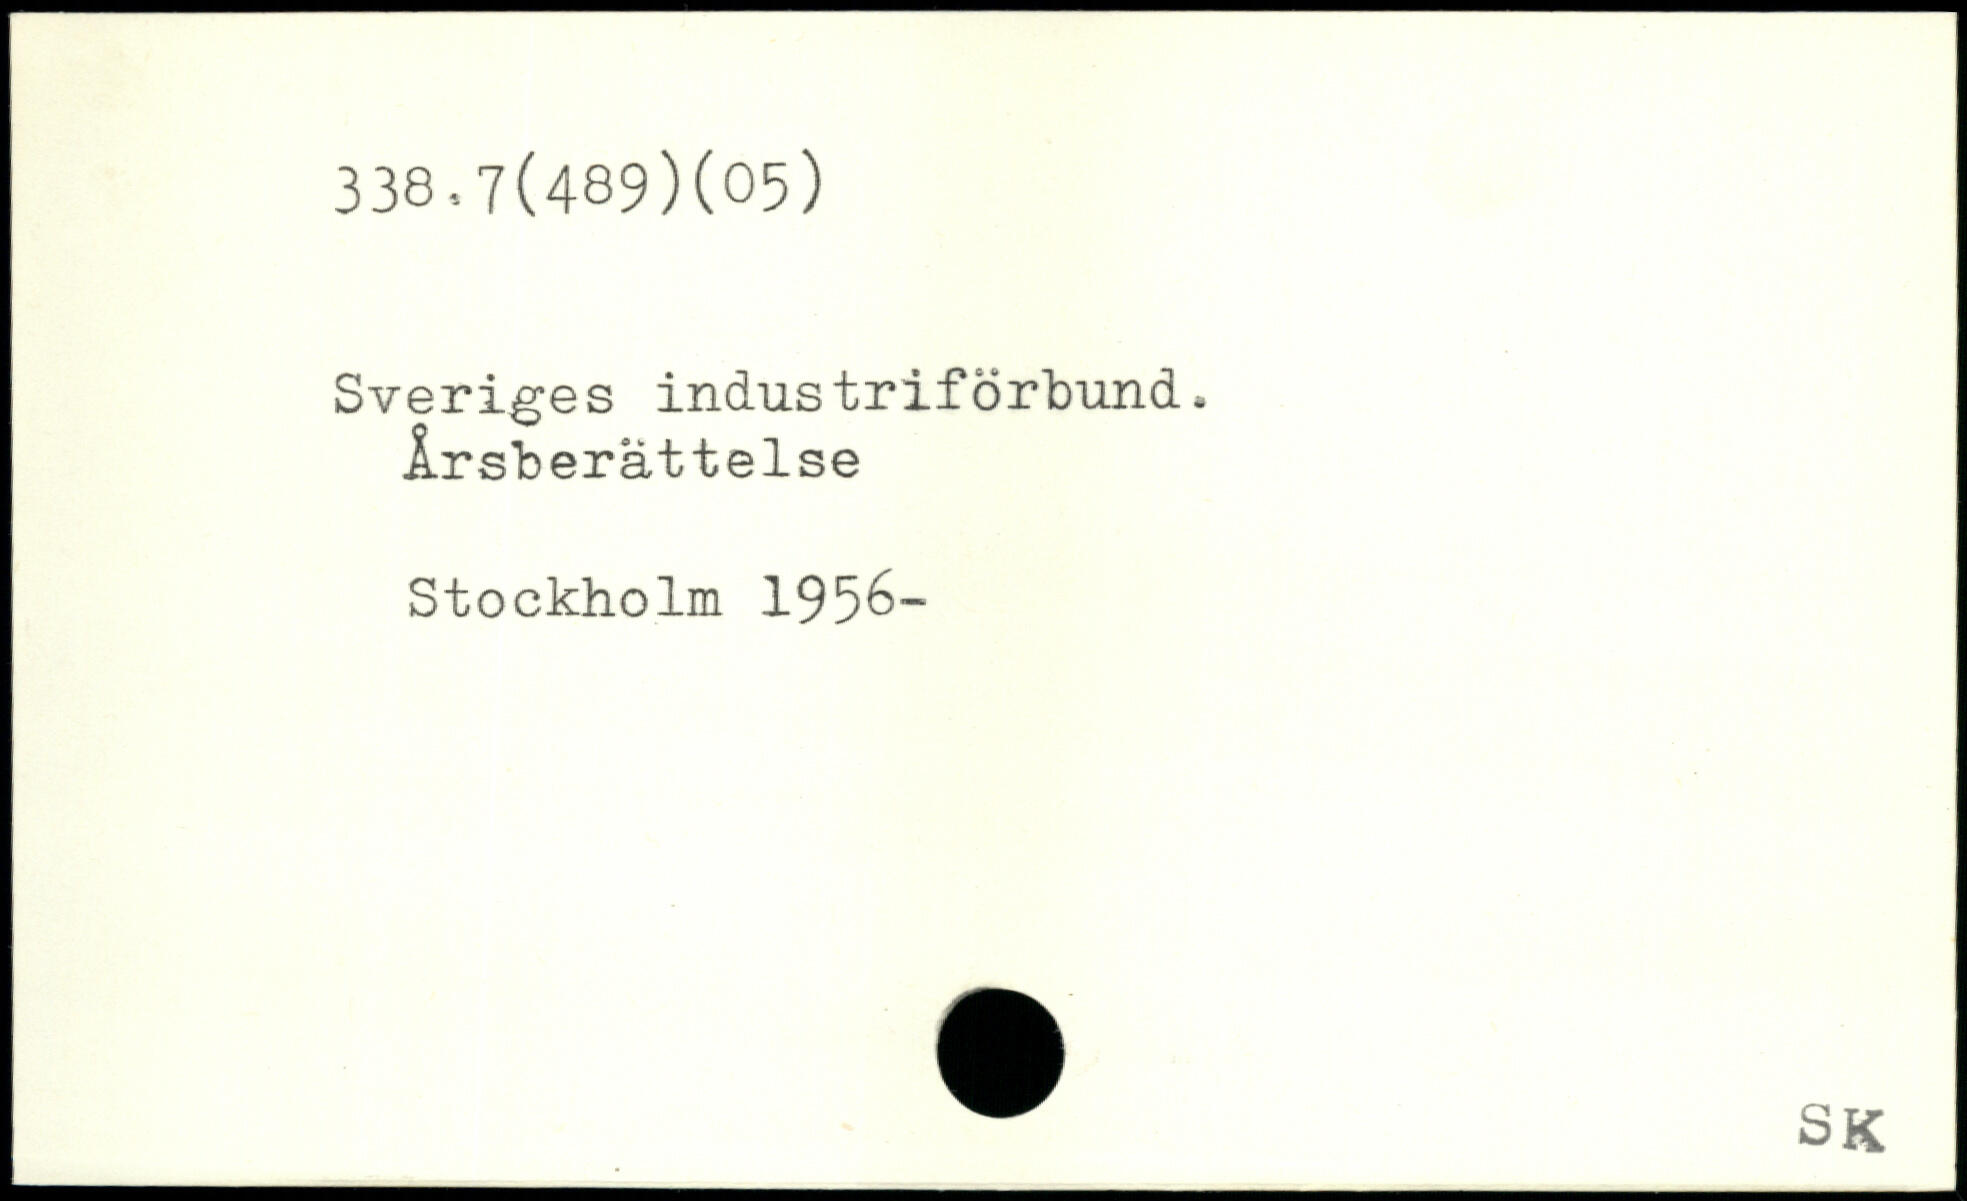 338.7(489)(05)
Sveriges industriförbund.
Årsberättelse
Stockholm 1956-
SK